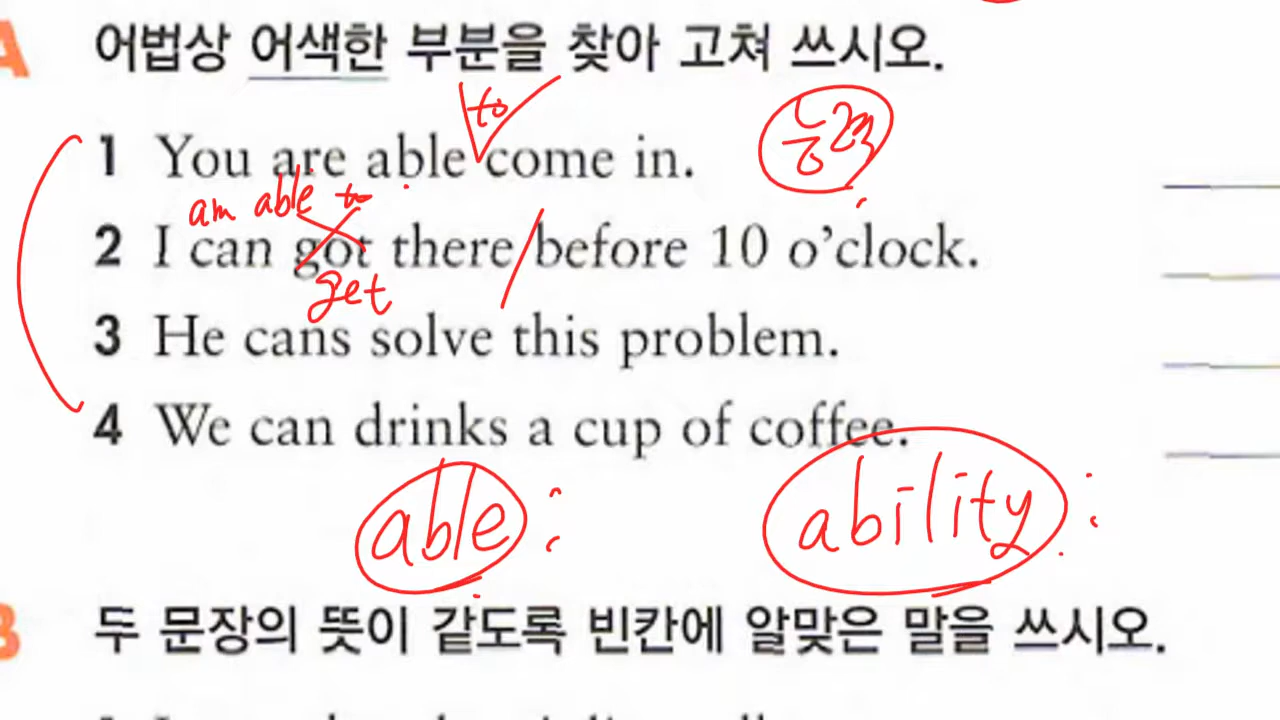 A 어법상 어색한 부분을 찾아 고쳐 쓰시오.
to
1 You are able come in.
능력
am able to
2 I can got there before 10 o'clock.
get
3 He cans solve this problem.
4 We can drinks a cup of coffee.
able :
ability :
B 두 문장의 뜻이 같도록 빈칸에 알맞은 말을 쓰시오.